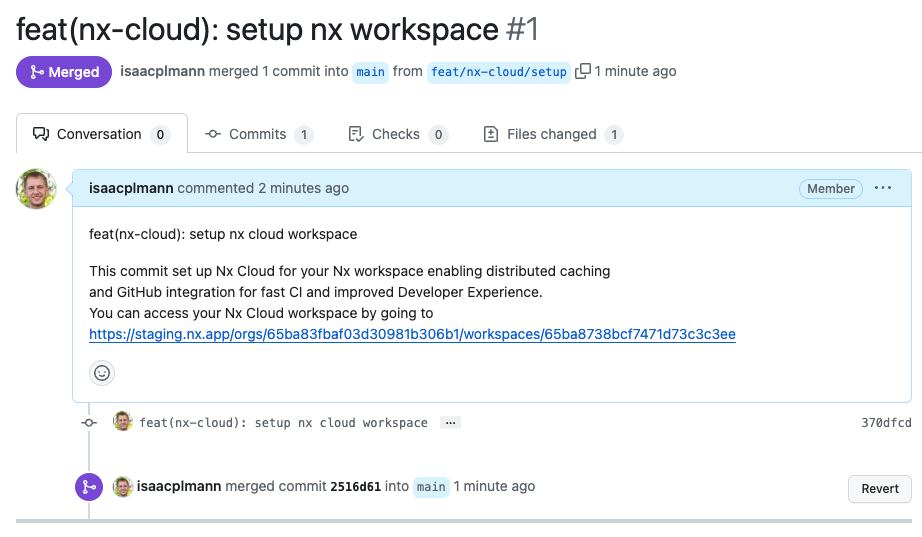 feat(nx-cloud): setup nx workspace #1
Merged isaacplmann merged 1 commit into main from feat/nx-cloud/setup 1 minute ago
Conversation 0 Commits 1 Checks 0 Files changed 1
isaacplmann commented 2 minutes ago Member ...
feat(nx-cloud): setup nx cloud workspace
This commit set up Nx Cloud for your Nx workspace enabling distributed caching
and GitHub integration for fast CI and improved Developer Experience.
You can access your Nx Cloud workspace by going to
https://staging.nx.app/orgs/65ba83fbaf03d30981b306b1/workspaces/65ba8738bcf7471d73c3c3ee
feat(nx-cloud): setup nx cloud workspace ... 370dfcd
isaacplmann merged commit 2516d61 into main 1 minute ago Revert